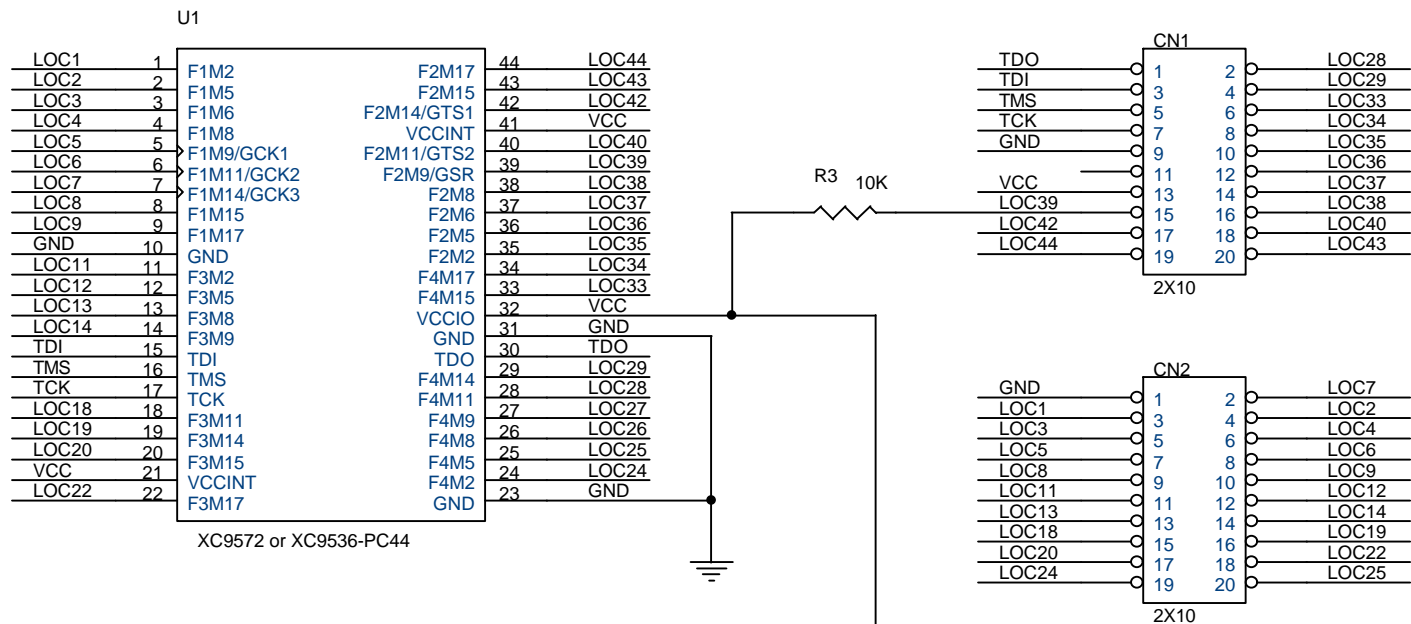 U1
LOC1 1 F1M2 F2M17 44 LOC44
LOC2 2 F1M5 F2M15 43 LOC43
LOC3 3 F1M6 F2M14/GTS1 42 LOC42
LOC4 4 F1M8 VCCINT 41 VCC
LOC5 5 F1M9/GCK1 F2M11/GTS2 40 LOC40
LOC6 6 F1M11/GCK2 F2M9/GSR 39 LOC39
LOC7 7 F1M14/GCK3 F2M8 38 LOC38
LOC8 8 F1M15 F2M6 37 LOC37
LOC9 9 F1M17 F2M5 36 LOC36
GND 10 GND F2M2 35 LOC35
LOC11 11 F3M2 F4M17 34 LOC34
LOC12 12 F3M5 F4M15 33 LOC33
LOC13 13 F3M8 VCCIO 32 VCC
LOC14 14 F3M9 GND 31 GND
TDI 15 TDI TDO 30 TDO
TMS 16 TMS F4M14 29 LOC29
TCK 17 TCK F4M11 28 LOC28
LOC18 18 F3M11 F4M9 27 LOC27
LOC19 19 F3M14 F4M8 26 LOC26
LOC20 20 F3M15 F4M5 25 LOC25
VCC 21 VCCINT F4M2 24 LOC24
LOC22 22 F3M17 GND 23 GND
XC9572 or XC9536-PC44
R3 10K
CN1
TDO 1 2 LOC28
TDI 3 4 LOC29
TMS 5 6 LOC33
TCK 7 8 LOC34
GND 9 10 LOC35
11 12 LOC36
VCC 13 14 LOC37
LOC39 15 16 LOC38
LOC42 17 18 LOC40
LOC44 19 20 LOC43
2X10
CN2
GND 1 2 LOC7
LOC1 3 4 LOC2
LOC3 5 6 LOC4
LOC5 7 8 LOC6
LOC8 9 10 LOC9
LOC11 11 12 LOC12
LOC13 13 14 LOC14
LOC18 15 16 LOC19
LOC20 17 18 LOC22
LOC24 19 20 LOC25
2X10